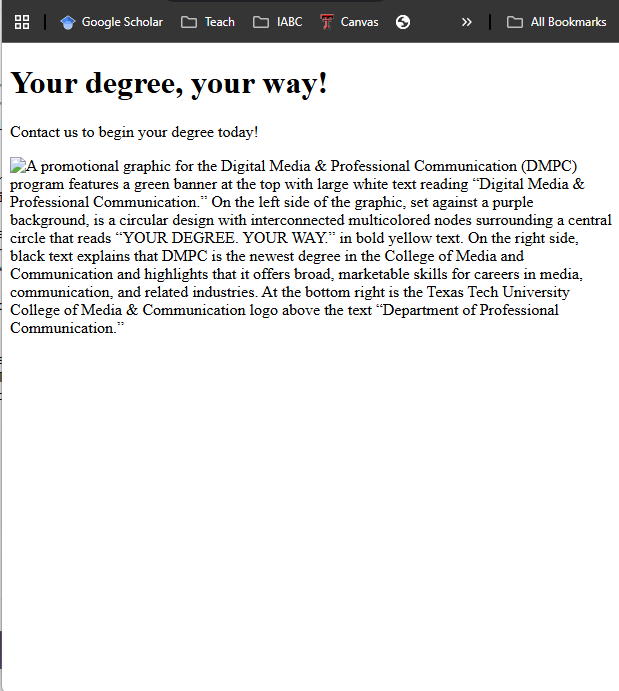 Google Scholar Teach IABC Canvas All Bookmarks
Your degree, your way!
Contact us to begin your degree today!
A promotional graphic for the Digital Media & Professional Communication (DMPC)
program features a green banner at the top with large white text reading “Digital Media &
Professional Communication.” On the left side of the graphic, set against a purple
background, is a circular design with interconnected multicolored nodes surrounding a central
circle that reads “YOUR DEGREE. YOUR WAY.” in bold yellow text. On the right side,
black text explains that DMPC is the newest degree in the College of Media and
Communication and highlights that it offers broad, marketable skills for careers in media,
communication, and related industries. At the bottom right is the Texas Tech University
College of Media & Communication logo above the text “Department of Professional
Communication.”